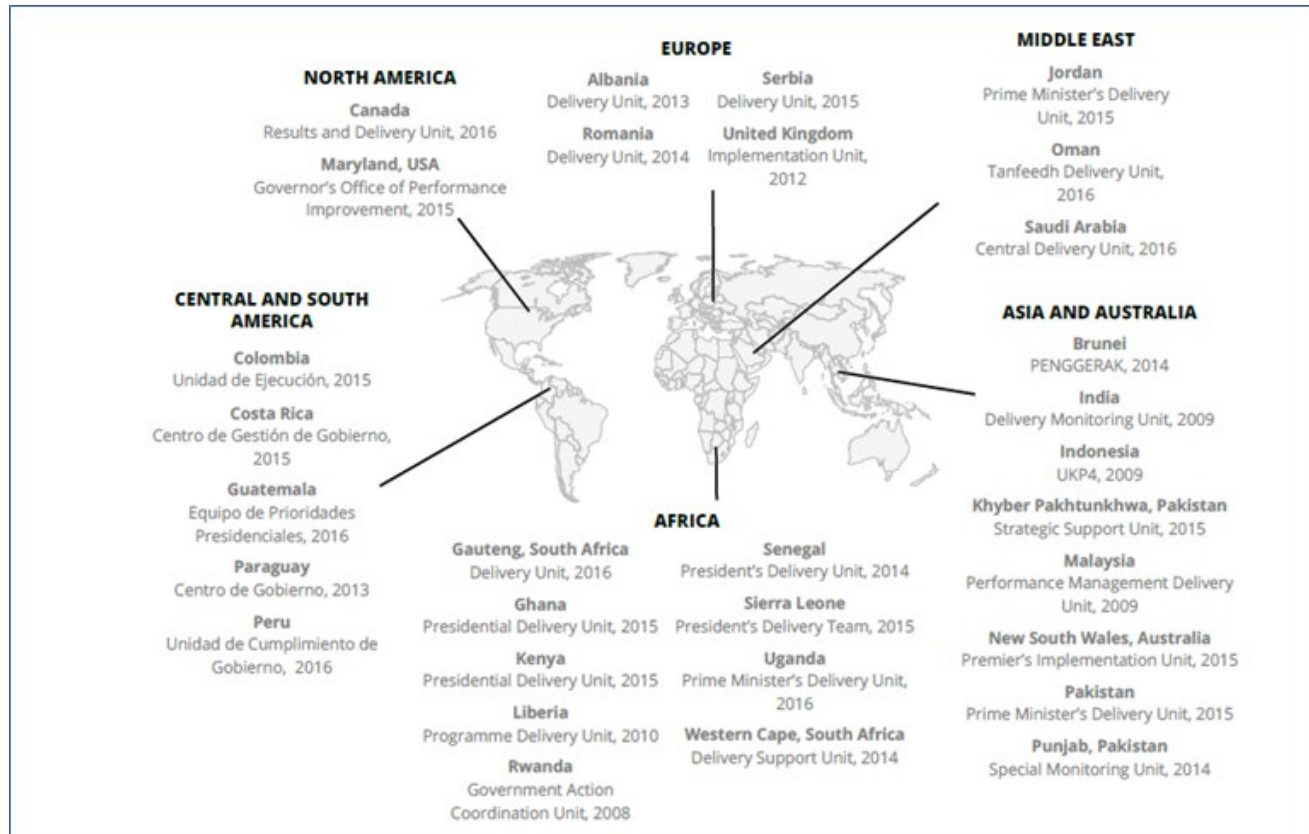 NORTH AMERICA
Canada
Results and Delivery Unit, 2016
Maryland, USA
Governor's Office of Performance
Improvement, 2015
EUROPE
Albania
Delivery Unit, 2013
Romania
Delivery Unit, 2014
Serbia
Delivery Unit, 2015
United Kingdom
Implementation Unit,
2012
MIDDLE EAST
Jordan
Prime Minister's Delivery
Unit, 2015
Oman
Tanfeedh Delivery Unit,
2016
Saudi Arabia
Central Delivery Unit, 2016
CENTRAL AND SOUTH
AMERICA
Colombia
Unidad de Ejecución, 2015
Costa Rica
Centro de Gestión de Gobierno,
2015
Guatemala
Equipo de Prioridades
Presidenciales, 2016
Paraguay
Centro de Gobierno, 2013
Peru
Unidad de Cumplimiento de
Gobierno, 2016
AFRICA
Gauteng, South Africa
Delivery Unit, 2016
Ghana
Presidential Delivery Unit, 2015
Kenya
Presidential Delivery Unit, 2015
Liberia
Programme Delivery Unit, 2010
Rwanda
Government Action
Coordination Unit, 2008
Senegal
President's Delivery Unit, 2014
Sierra Leone
President's Delivery Team, 2015
Uganda
Prime Minister's Delivery Unit,
2016
Western Cape, South Africa
Delivery Support Unit, 2014
ASIA AND AUSTRALIA
Brunei
PENGGERAK, 2014
India
Delivery Monitoring Unit, 2009
Indonesia
UKP4, 2009
Khyber Pakhtunkhwa, Pakistan
Strategic Support Unit, 2015
Malaysia
Performance Management Delivery
Unit, 2009
New South Wales, Australia
Premier's Implementation Unit, 2015
Pakistan
Prime Minister's Delivery Unit, 2015
Punjab, Pakistan
Special Monitoring Unit, 2014